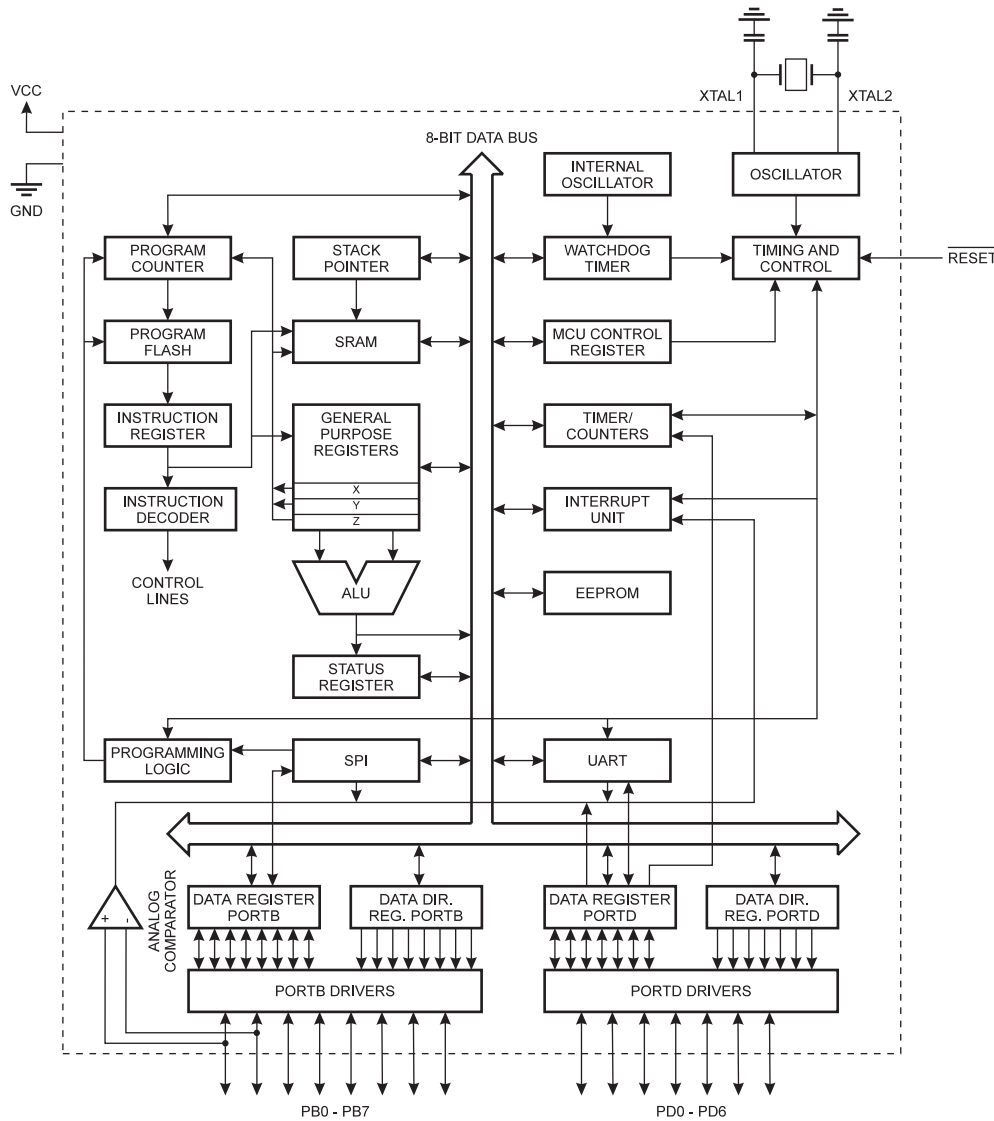 XTAL1
XTAL2
VCC
GND
8-BIT DATA BUS
INTERNAL
OSCILLATOR
OSCILLATOR
PROGRAM
COUNTER
STACK
POINTER
WATCHDOG
TIMER
TIMING AND
CONTROL
RESET
PROGRAM
FLASH
SRAM
MCU CONTROL
REGISTER
INSTRUCTION
REGISTER
GENERAL
PURPOSE
REGISTERS
X
Y
Z
TIMER/
COUNTERS
INSTRUCTION
DECODER
INTERRUPT
UNIT
CONTROL
LINES
ALU
EEPROM
STATUS
REGISTER
PROGRAMMING
LOGIC
SPI
UART
+
-
ANALOG
COMPARATOR
DATA REGISTER
PORTB
DATA DIR.
REG. PORTB
DATA REGISTER
PORTD
DATA DIR.
REG. PORTD
PORTB DRIVERS
PORTD DRIVERS
PB0 - PB7
PD0 - PD6